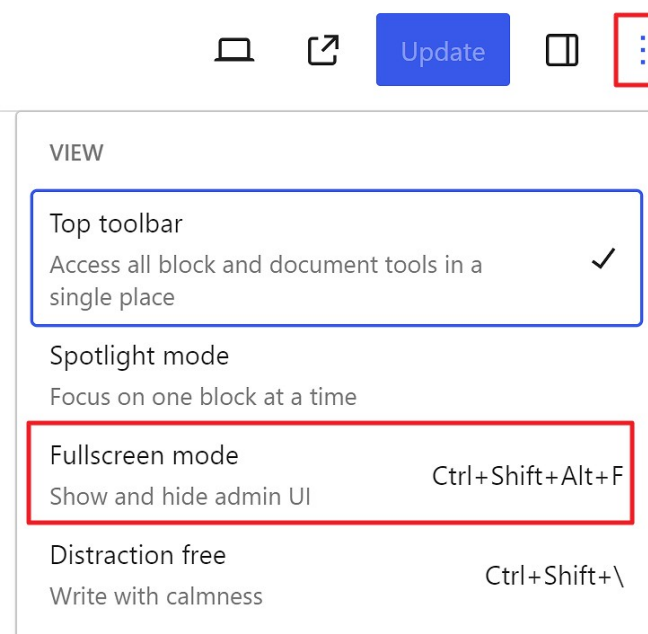 Update
VIEW
Top toolbar
Access all block and document tools in a
single place
Spotlight mode
Focus on one block at a time
Fullscreen mode
Ctrl+Shift+Alt+F
Show and hide admin UI
Distraction free
Ctrl+Shift+\
Write with calmness